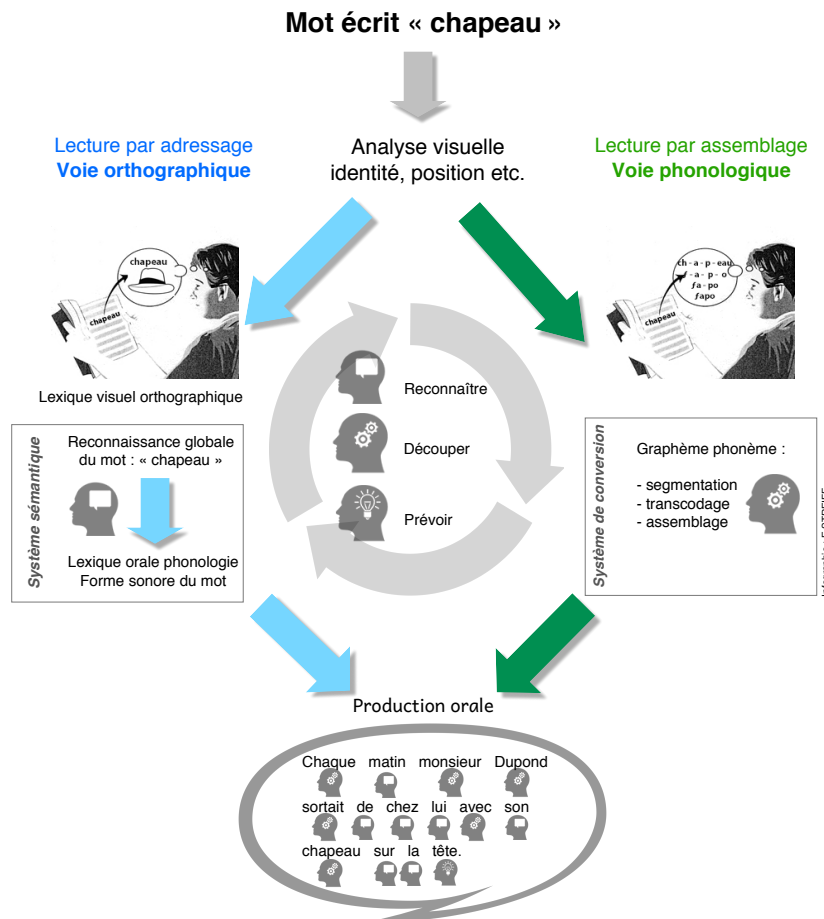 Mot écrit « chapeau »
Lecture par adressage
Voie orthographique
Analyse visuelle
identité, position etc.
Lecture par assemblage
Voie phonologique
chapeau
chapeau
ch - a - p - eau
ʃ - a - p - o
ʃa - po
ʃapo
chapeau
Lexique visuel orthographique
Reconnaître
Découper
Prévoir
Système sémantique
Reconnaissance globale
du mot : « chapeau »
Lexique orale phonologie
Forme sonore du mot
Système de conversion
Graphème phonème :
- segmentation
- transcodage
- assemblage
Production orale
Chaque matin monsieur Dupond
sortait de chez lui avec son
chapeau sur la tête.